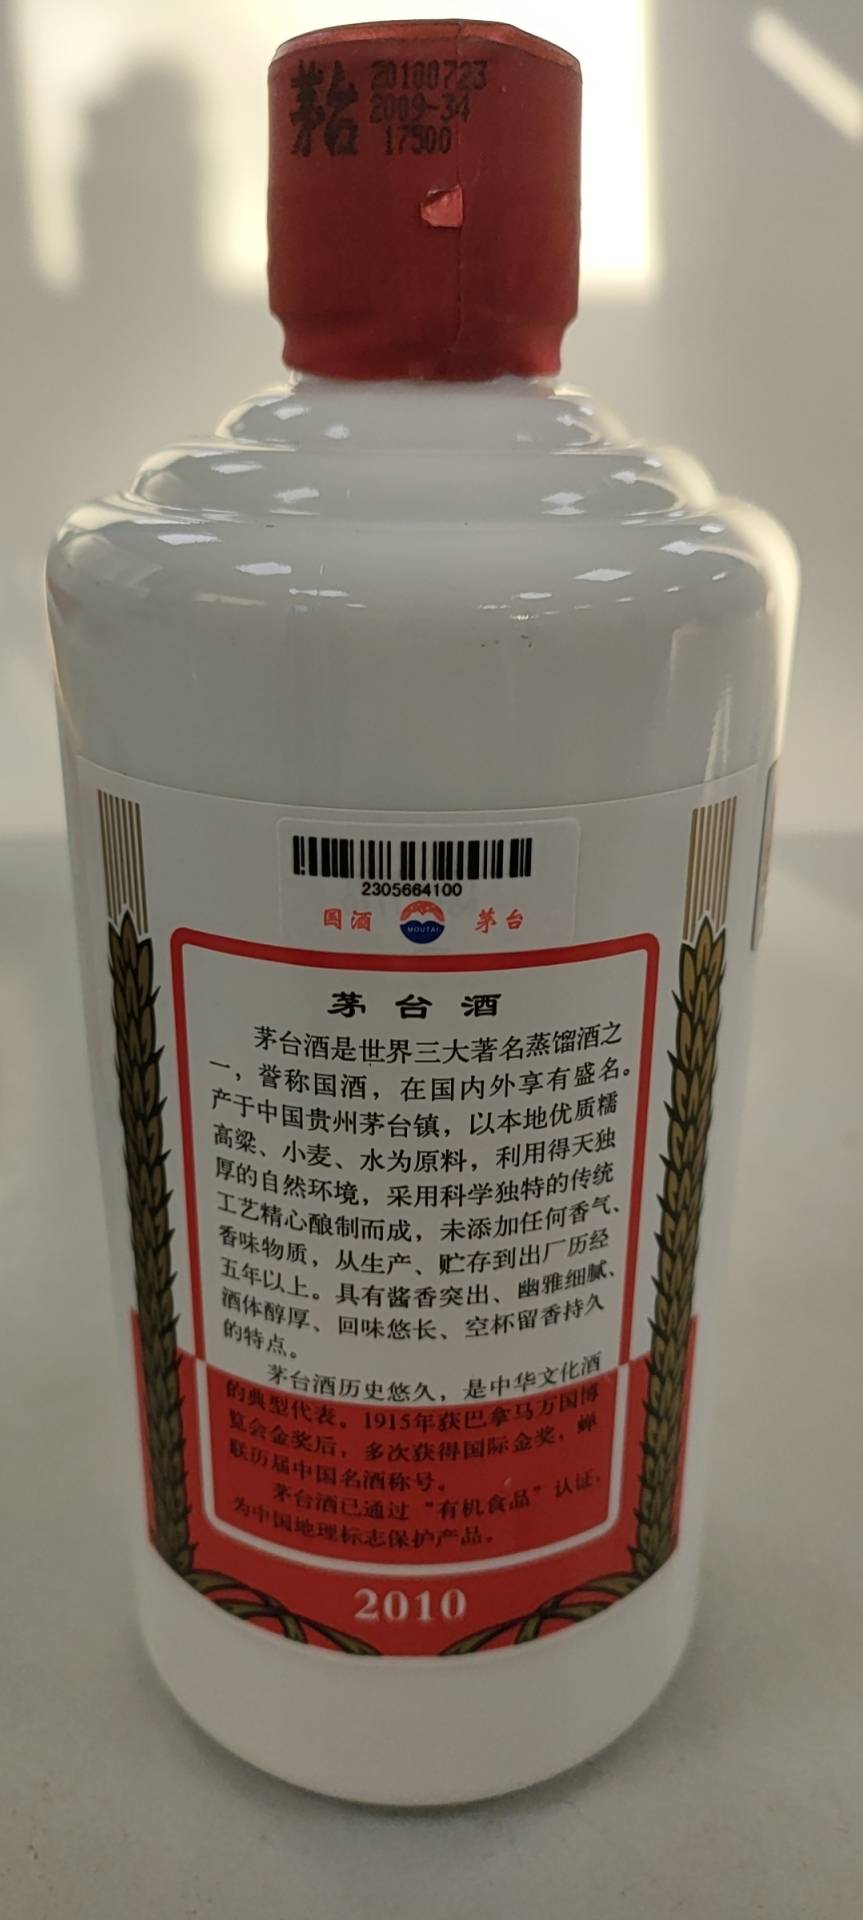 茅台
20100723
2009-34
17500
2305664100
国酒 MOUTAI 茅台
茅台酒
茅台酒是世界三大著名蒸馏酒之
一，誉称国酒，在国内外享有盛名。
产于中国贵州茅台镇，以本地优质糯
高粱、小麦、水为原料，利用得天独
厚的自然环境，采用科学独特的传统
工艺精心酿制而成，未添加任何香气、
香味物质，从生产、贮存到出厂历经
五年以上。具有酱香突出、幽雅细腻、
酒体醇厚、回味悠长、空杯留香持久
的特点。
茅台酒历史悠久，是中华文化酒
的典型代表。1915年获巴拿马万国博
览会金奖后，多次获得国际金奖，蝉
联历届中国名酒称号。
茅台酒已通过“有机食品”认证，
为中国地理标志保护产品。
2010